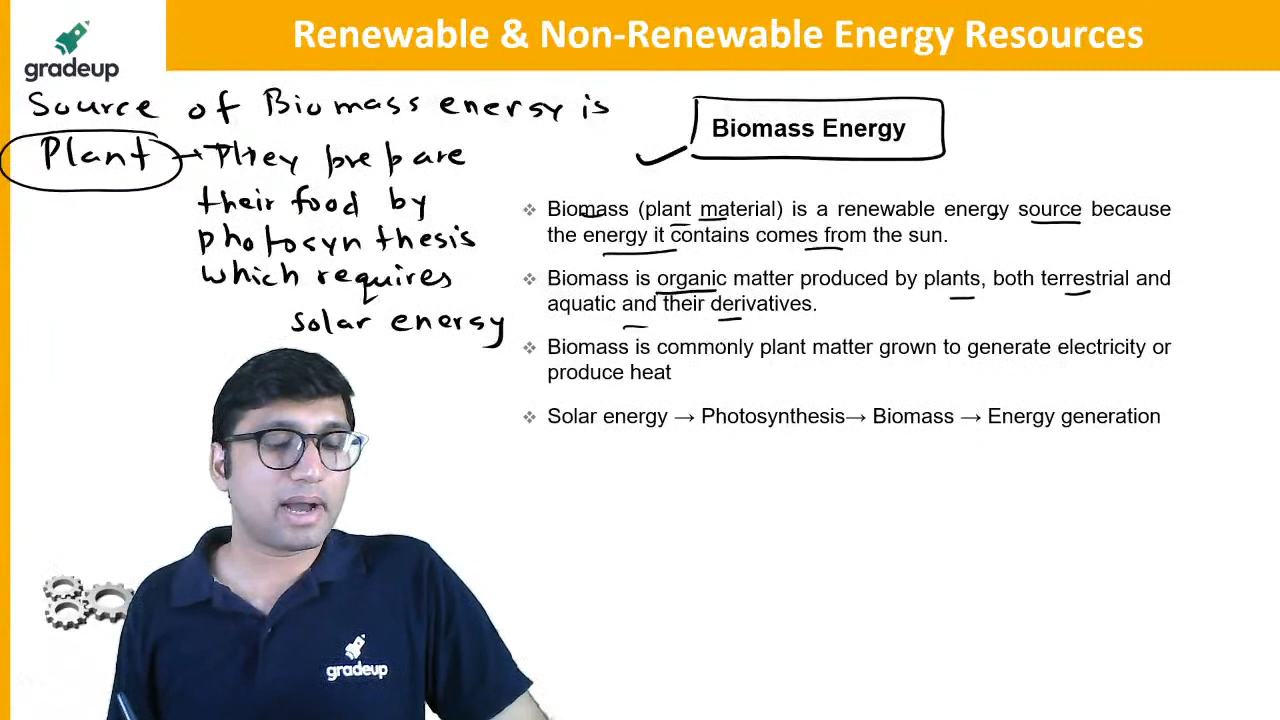 Renewable & Non-Renewable Energy Resources
gradeup
Source of Biomass energy is
Plant → They prepare
their food by
photosynthesis
which requires
solar energy
Biomass Energy
❖ Biomass (plant material) is a renewable energy source because
the energy it contains comes from the sun.
❖ Biomass is organic matter produced by plants, both terrestrial and
aquatic and their derivatives.
❖ Biomass is commonly plant matter grown to generate electricity or
produce heat
❖ Solar energy → Photosynthesis→ Biomass → Energy generation
gradeup